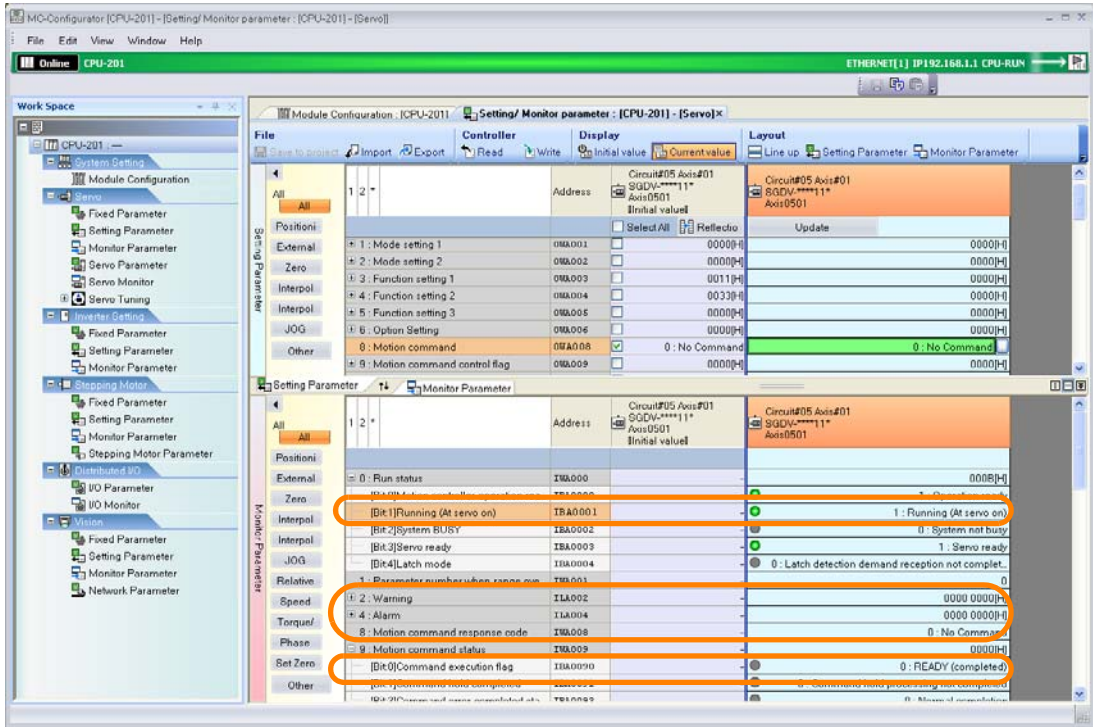 MC-Configurator [CPU-201] - [Setting/ Monitor parameter : [CPU-201] - [Servo]]
File Edit View Window Help
Online CPU-201 ETHERNET[1] IP192.168.1.1 CPU-RUN
Work Space
CPU-201 : ---
System Setting
Module Configuration
Servo
Fixed Parameter
Setting Parameter
Monitor Parameter
Servo Parameter
Servo Monitor
Servo Tuning
Inverter Setting
Fixed Parameter
Setting Parameter
Monitor Parameter
Stepping Motor
Fixed Parameter
Setting Parameter
Monitor Parameter
Stepping Motor Parameter
Distributed I/O
I/O Parameter
I/O Monitor
Vision
Fixed Parameter
Setting Parameter
Monitor Parameter
Network Parameter
Module Configuration : [CPU-201] Setting/ Monitor parameter : [CPU-201] - [Servo]×
File Controller Display Layout
Save to project Import Export Read Write Initial value Current value Line up Setting Parameter Monitor Parameter
Setting Parameter
All
All
Positioni
External
Zero
Interpol
Interpol
JOG
Other
1 2 * Address
Circuit#05 Axis#01
SGDV-****11*
Axis0501
[Initial value]
Circuit#05 Axis#01
SGDV-****11*
Axis0501
Select All Reflectio Update
1 : Mode setting 1 OWA001 0000[H] 0000[H]
2 : Mode setting 2 OWA002 0000[H] 0000[H]
3 : Function setting 1 OWA003 0011[H] 0000[H]
4 : Function setting 2 OWA004 0033[H] 0000[H]
5 : Function setting 3 OWA005 0000[H] 0000[H]
6 : Option Setting OWA006 0000[H] 0000[H]
8 : Motion command OWA008 0 : No Command 0 : No Command
9 : Motion command control flag OWA009 0000[H] 0000[H]
Setting Parameter Monitor Parameter
Monitor Parameter
All
All
Positioni
External
Zero
Interpol
Interpol
JOG
Relative
Speed
Torque/
Phase
Set Zero
Other
1 2 * Address
Circuit#05 Axis#01
SGDV-****11*
Axis0501
[Initial value]
Circuit#05 Axis#01
SGDV-****11*
Axis0501
0 : Run status IWA000 - 000B[H]
[Bit:1]Running (At servo on) IBA0001 - 1 : Running (At servo on)
[Bit:2]System BUSY IBA0002 - 0 : System not busy
[Bit:3]Servo ready IBA0003 - 1 : Servo ready
[Bit:4]Latch mode IBA0004 - 0 : Latch detection demand reception not complet...
1 : Parameter number when range ove IWA001 - 0
2 : Warning ILA002 - 0000 0000[H]
4 : Alarm ILA004 - 0000 0000[H]
8 : Motion command response code IWA008 - 0 : No Command
9 : Motion command status IWA009 - 0000[H]
[Bit:0]Command execution flag IBA0090 - 0 : READY (completed)